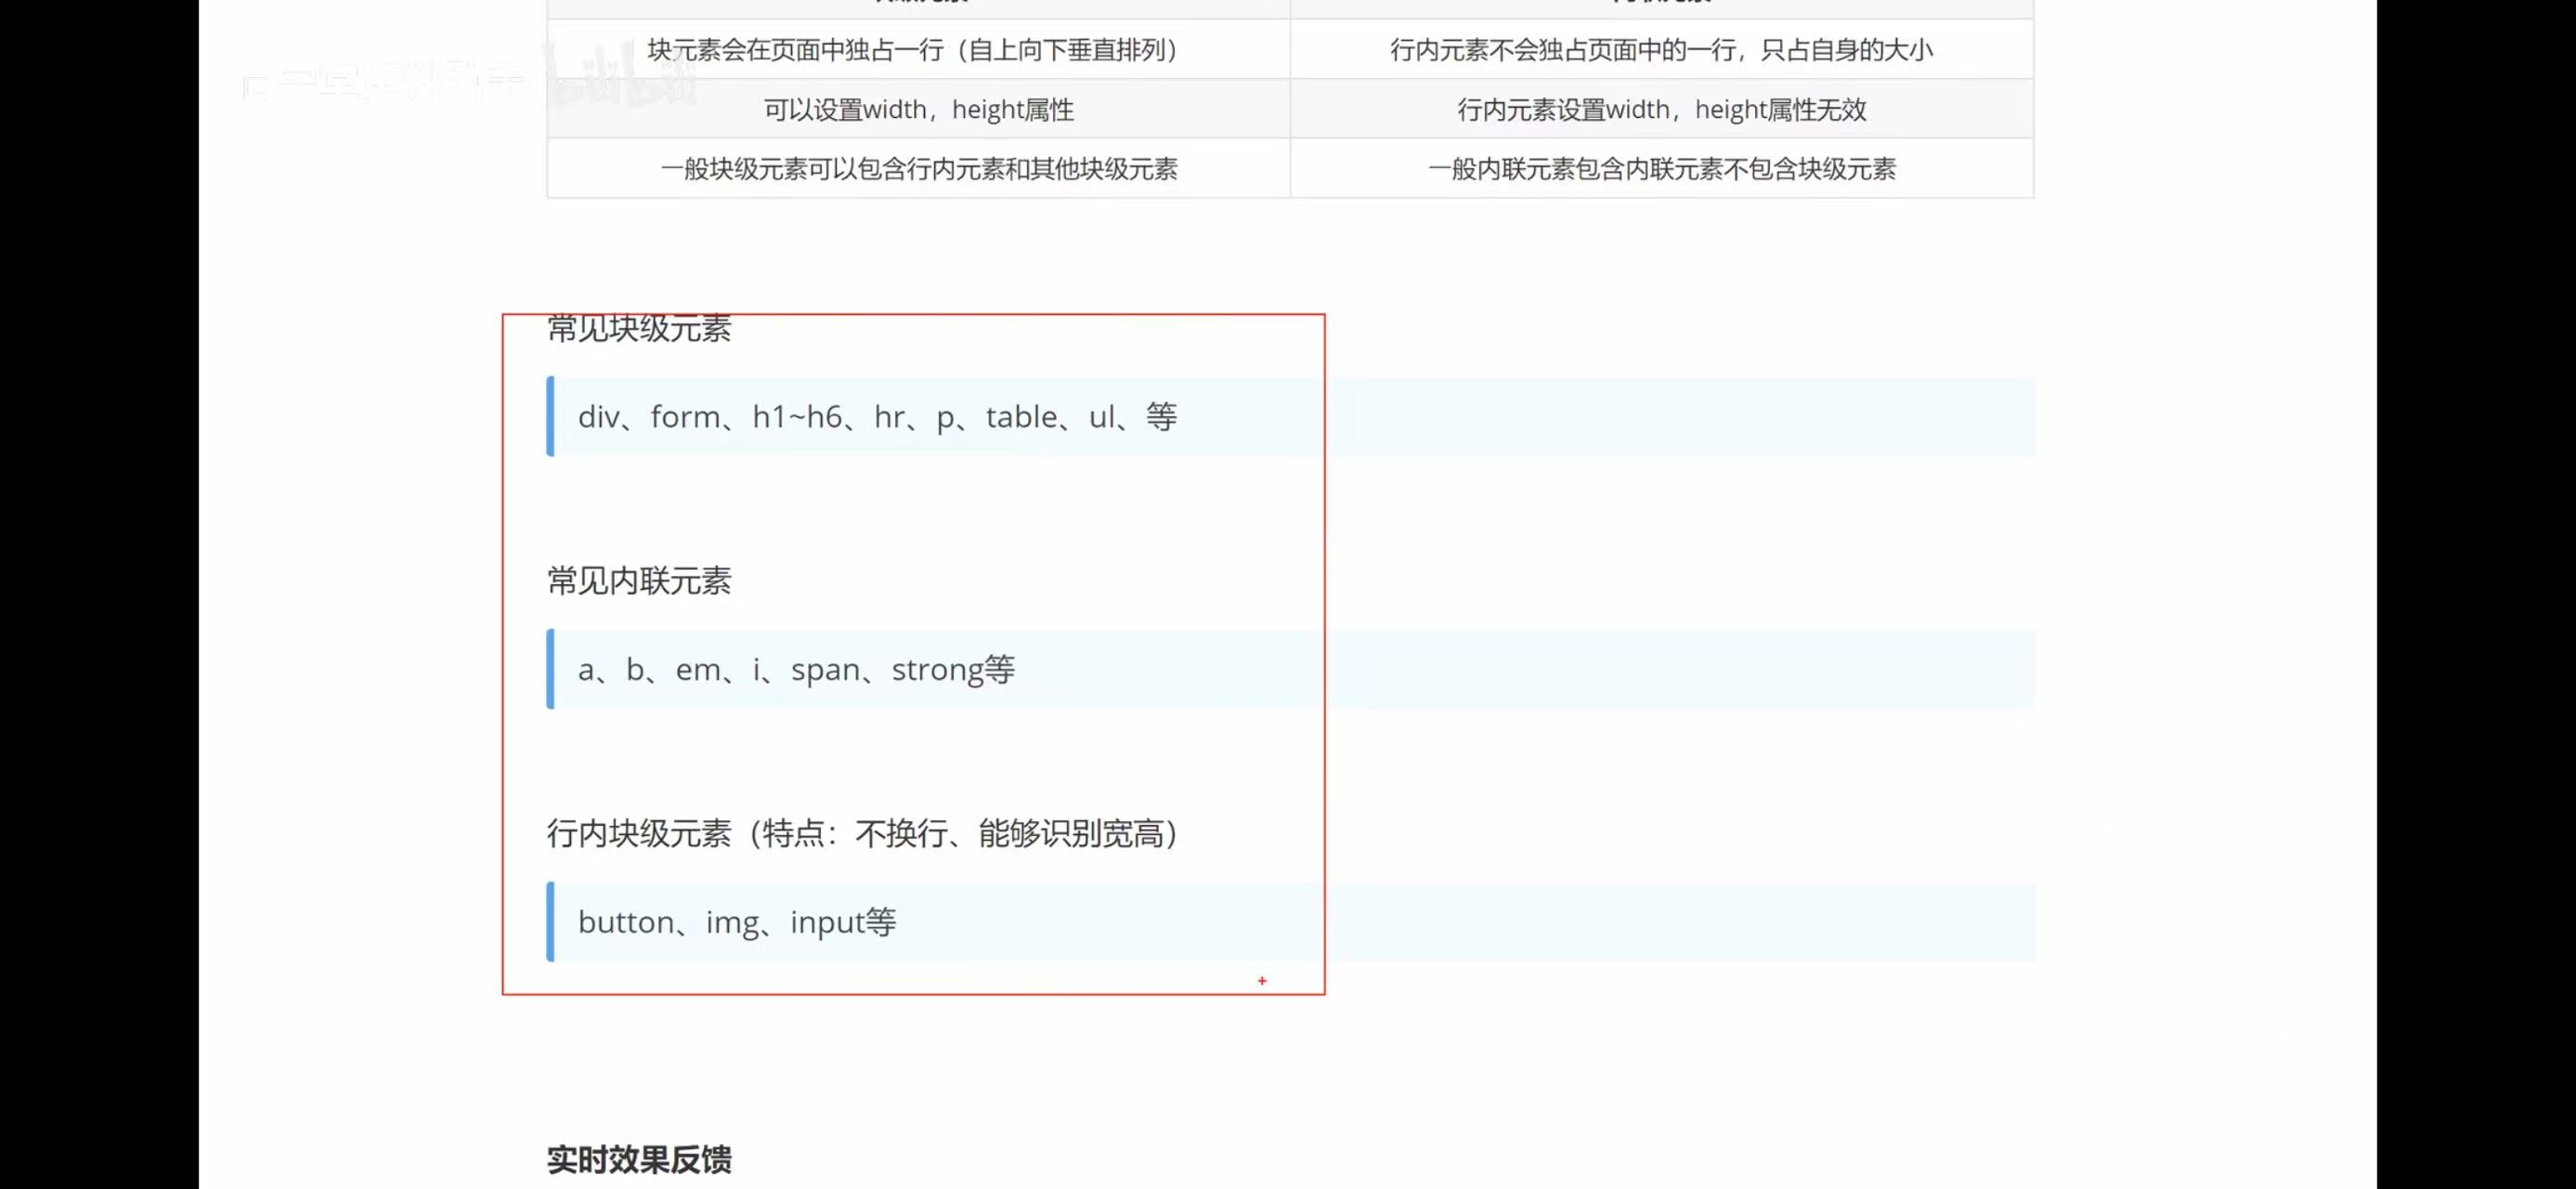 块元素会在页面中独占一行（自上向下垂直排列）
行内元素不会独占页面中的一行，只占自身的大小
可以设置width，height属性
行内元素设置width，height属性无效
一般块级元素可以包含行内元素和其他块级元素
一般内联元素包含内联元素不包含块级元素
bilibili
常见块级元素
div、form、h1~h6、hr、p、table、ul、等
常见内联元素
a、b、em、i、span、strong等
行内块级元素（特点：不换行、能够识别宽高）
button、img、input等
实时效果反馈